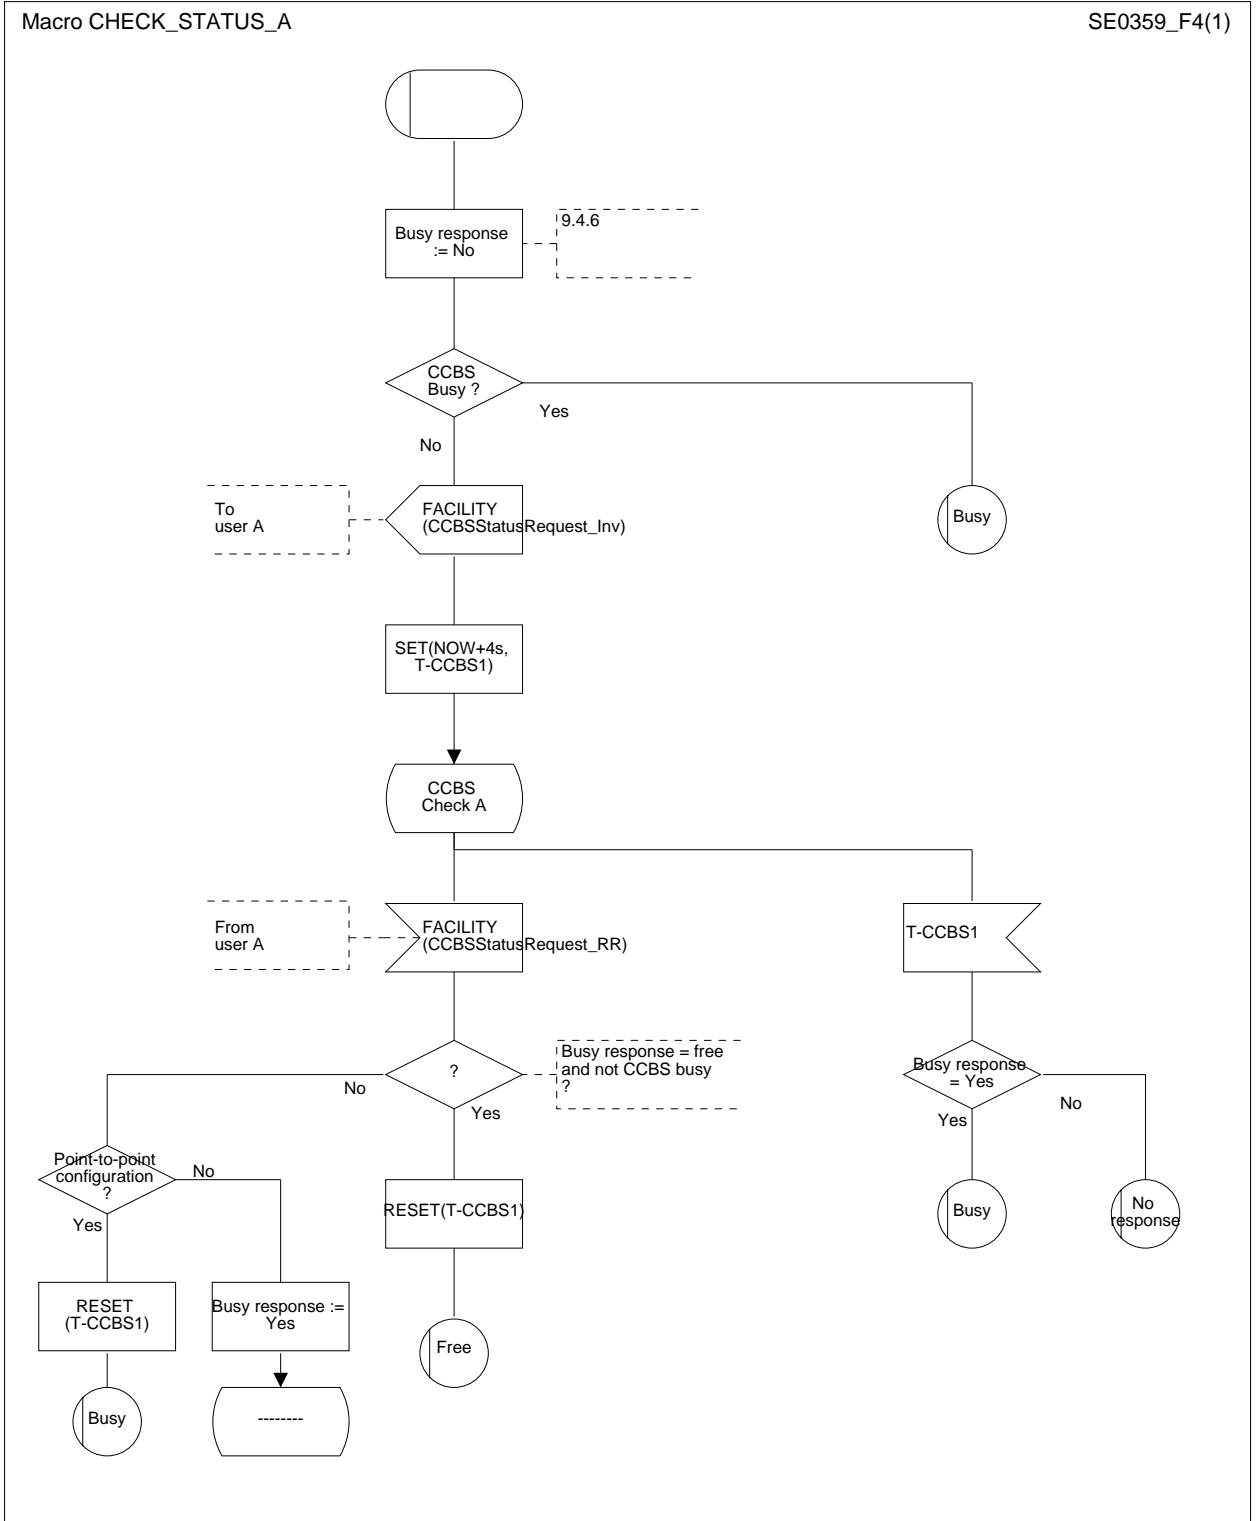 Macro CHECK_STATUS_A
SE0359_F4(1)
Busy response
:= No
9.4.6
CCBS
Busy ?
Yes
No
To
user A
FACILITY
(CCBSStatusRequest_Inv)
Busy
SET(NOW+4s,
T-CCBS1)
CCBS
Check A
From
user A
FACILITY
(CCBSStatusRequest_RR)
T-CCBS1
?
Busy response = free
and not CCBS busy
?
Busy response
= Yes
No
Yes
Yes
No
Point-to-point
configuration
?
No
Yes
RESET(T-CCBS1)
Busy
No
response
RESET
(T-CCBS1)
Busy response :=
Yes
Free
Busy
--------